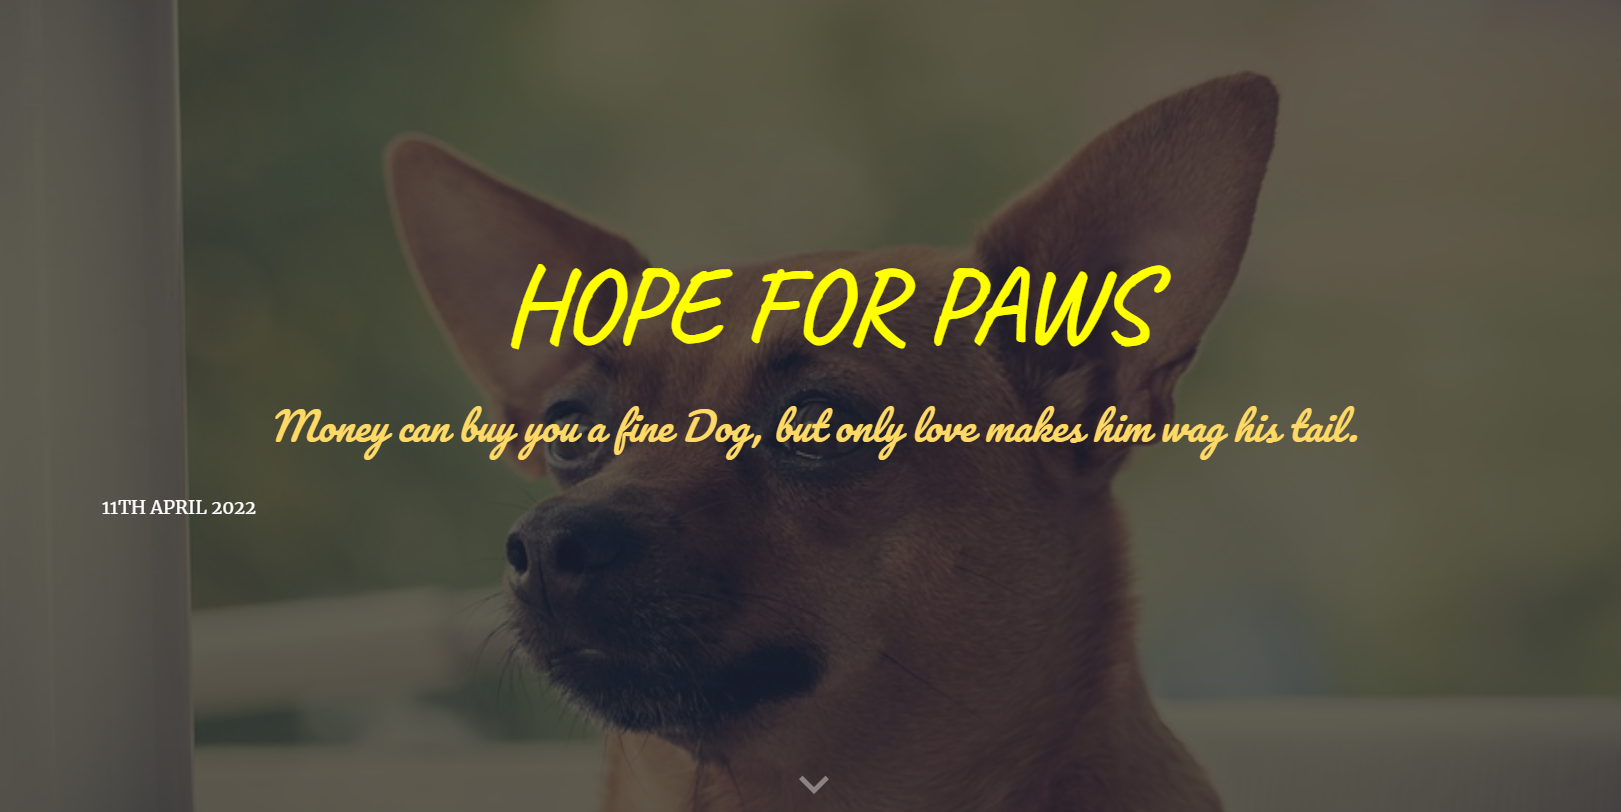 HOPE FOR PAWS
Money can buy you a fine Dog, but only love makes him wag his tail.
11TH APRIL 2022